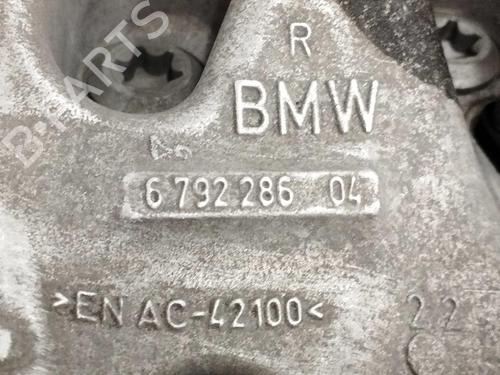 B-PARTS
R
BMW
6 792 286 04
>EN AC-42100<
22